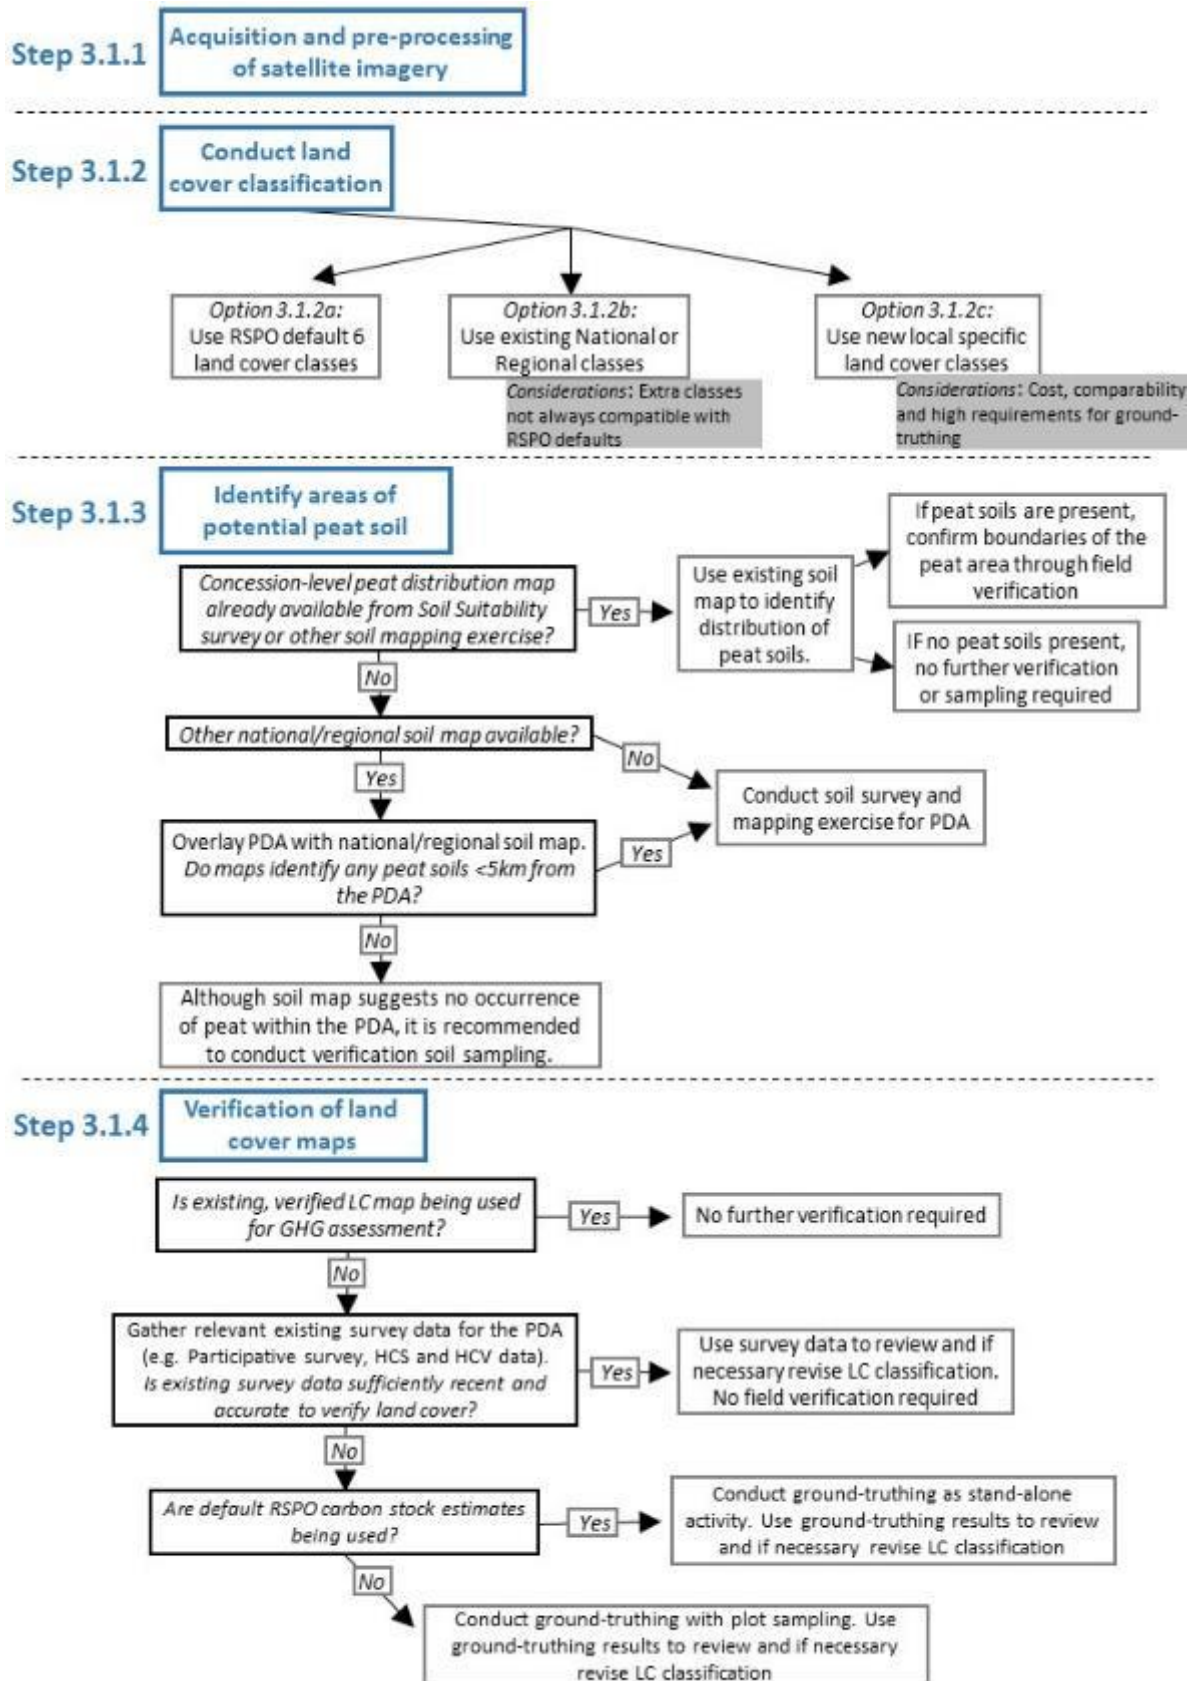 Step 3.1.1
Acquisition and pre-processing
of satellite imagery
Step 3.1.2
Conduct land
cover classification
Option 3.1.2a:
Use RSPO default 6
land cover classes
Option 3.1.2b:
Use existing National or
Regional classes
Considerations: Extra classes
not always compatible with
RSPO defaults
Option 3.1.2c:
Use new local specific
land cover classes
Considerations: Cost, comparability
and high requirements for ground-
truthing
Step 3.1.3
Identify areas of
potential peat soil
Concession-level peat distribution map
already available from Soil Suitability
survey or other soil mapping exercise?
Yes
Use existing soil
map to identify
distribution of
peat soils.
If peat soils are present,
confirm boundaries of the
peat area through field
verification
IF no peat soils present,
no further verification
or sampling required
No
Other national/regional soil map available?
No
Yes
Conduct soil survey and
mapping exercise for PDA
Overlay PDA with national/regional soil map.
Do maps identify any peat soils <5km from
the PDA?
Yes
No
Although soil map suggests no occurrence
of peat within the PDA, it is recommended
to conduct verification soil sampling.
Step 3.1.4
Verification of land
cover maps
Is existing, verified LC map being used
for GHG assessment?
Yes
No further verification required
No
Gather relevant existing survey data for the PDA
(e.g. Participative survey, HCS and HCV data).
Is existing survey data sufficiently recent and
accurate to verify land cover?
Yes
Use survey data to review and if
necessary revise LC classification.
No field verification required
No
Are default RSPO carbon stock estimates
being used?
Yes
Conduct ground-truthing as stand-alone
activity. Use ground-truthing results to review
and if necessary revise LC classification
No
Conduct ground-truthing with plot sampling. Use
ground-truthing results to review and if necessary
revise LC classification